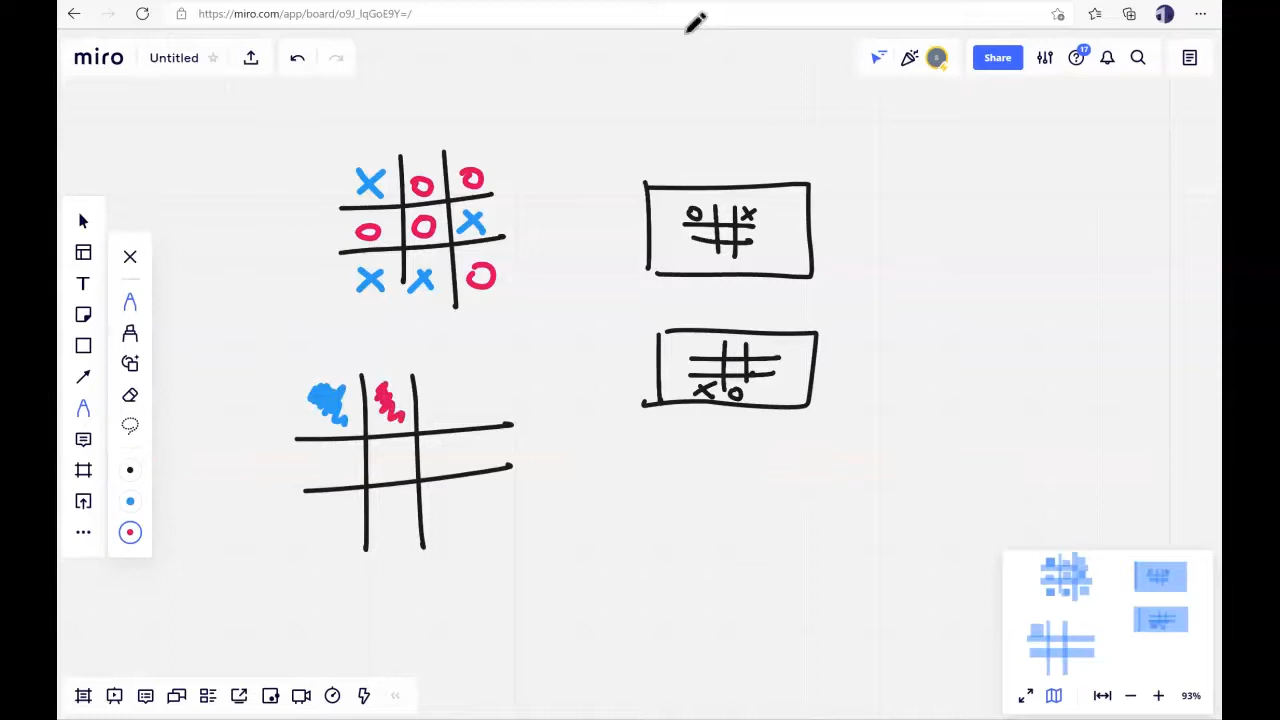 https://miro.com/app/board/o9J_lqGoE9Y=/
miro Untitled Share 17
X O O
O O X
X X O
O X
X O
T
93%